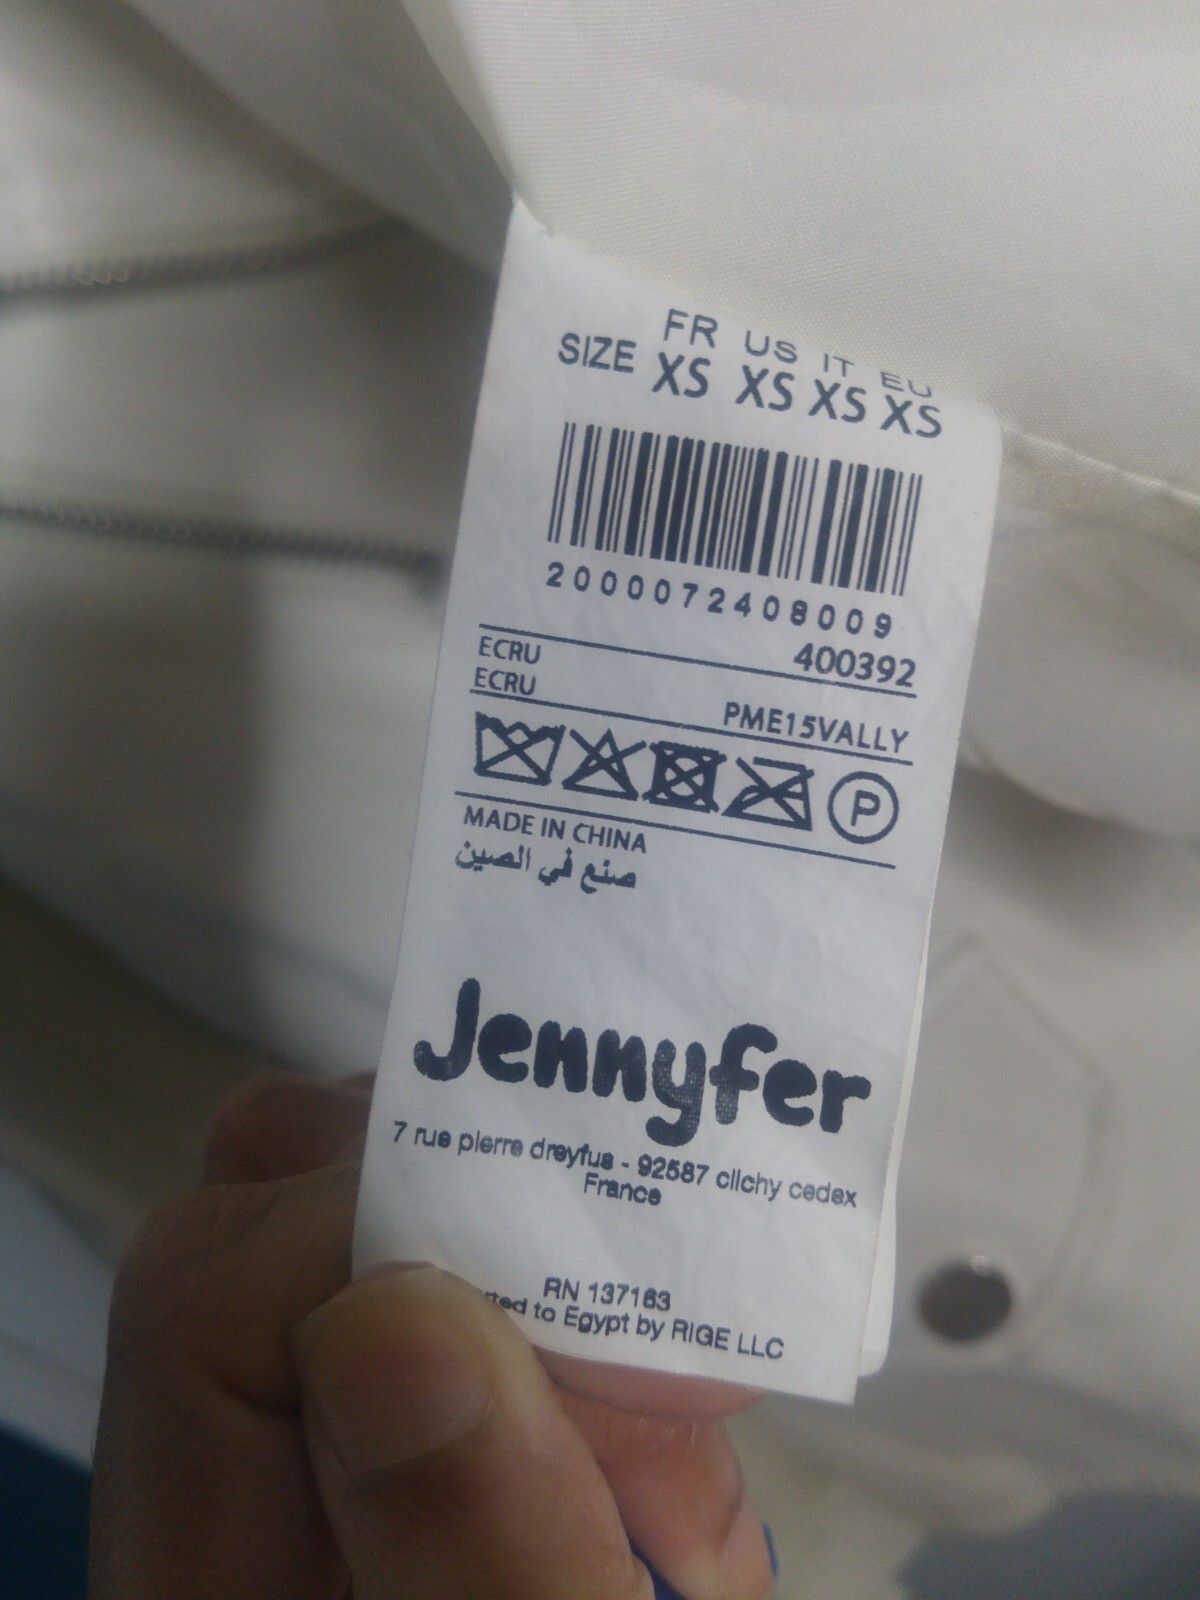 FR US IT EU
SIZE XS XS XS XS
2000072408009
ECRU 400392
ECRU PME15VALLY
P
MADE IN CHINA
صنع في الصين
Jennyfer
7 rue pierre dreyfus - 92587 clichy cedex
France
RN 137163
to Egypt by RIGE LLC